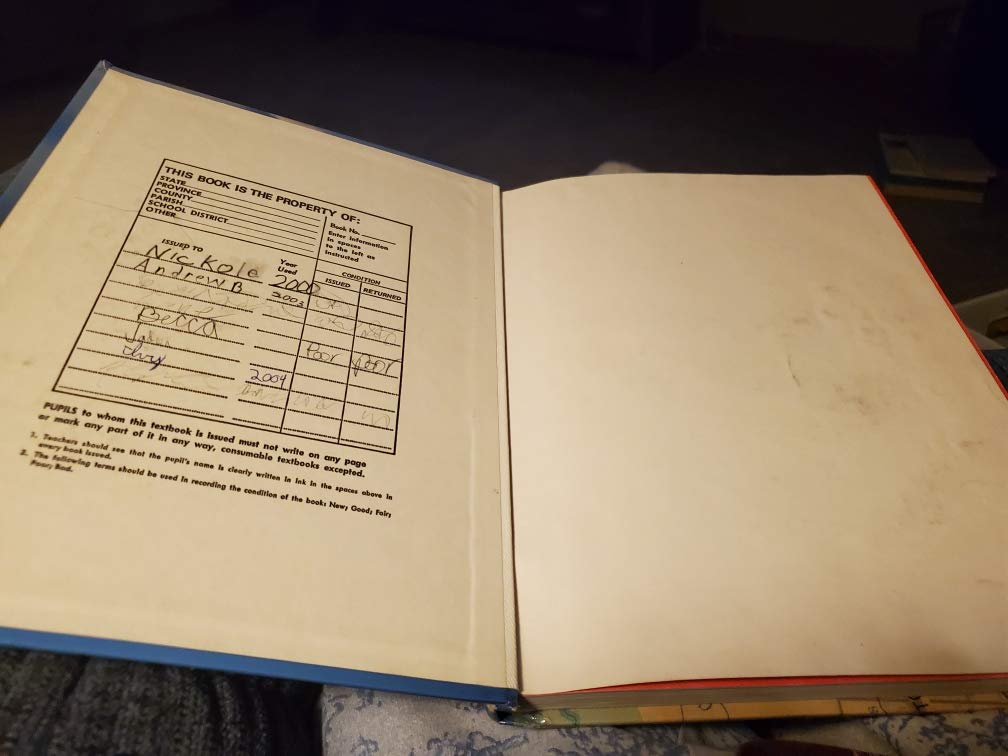 THIS BOOK IS THE PROPERTY OF:
STATE
PROVINCE
COUNTY
PARISH
SCHOOL DISTRICT
OTHER
Book No.
Enter information
in spaces
to the left as
instructed
ISSUED TO
Year
Used
CONDITION
ISSUED
RETURNED
Nickole 2000
Andrew B 2003
Becca Poor poor
2004
PUPILS to whom this textbook is issued must not write on any page
or mark any part of it in any way, consumable textbooks excepted.
1. Teachers should see that the pupil's name is clearly written in ink in the spaces above in
every book issued.
2. The following terms should be used in recording the condition of the book: New; Good; Fair;
Poor; Bad.